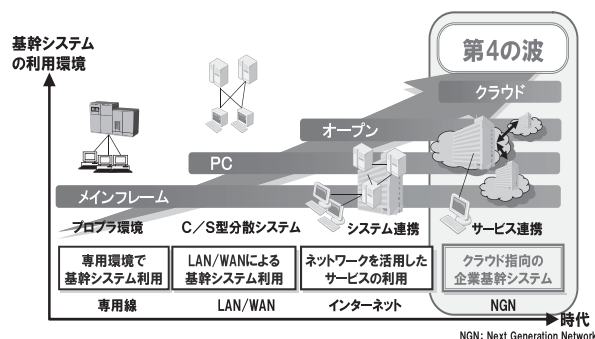 基幹システム
の利用環境
第4の波
クラウド
オープン
PC
メインフレーム
プロプラ環境
C/S型分散システム
システム連携
サービス連携
専用環境で
基幹システム利用
LAN/WANによる
基幹システム利用
ネットワークを活用した
サービスの利用
クラウド指向の
企業基幹システム
専用線
LAN/WAN
インターネット
NGN
時代
NGN: Next Generation Network